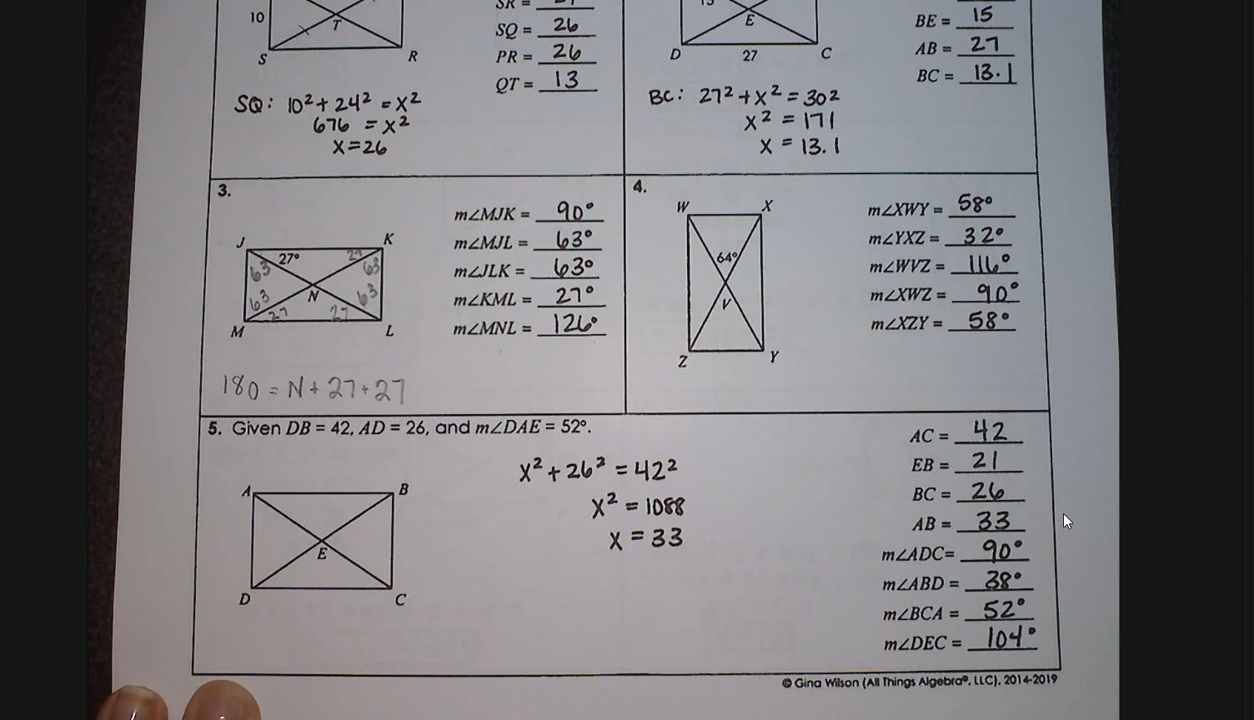 10
T
S
R
SR =
SQ = 26
PR = 26
QT = 13
SQ: 10² + 24² = x²
676 = x²
x = 26
E
D
27
C
BE = 15
AB = 27
BC = 13.1
BC: 27² + x² = 30²
x² = 171
x = 13.1
3.
J
K
27°
27
63
63
N
63
63
27
27
M
L
m∠MJK = 90°
m∠MJL = 63°
m∠JLK = 63°
m∠KML = 27°
m∠MNL = 126°
180 = N + 27 + 27
4.
W
X
64°
V
Z
Y
m∠XWY = 58°
m∠YXZ = 32°
m∠WVZ = 116°
m∠XWZ = 90°
m∠XZY = 58°
5. Given DB = 42, AD = 26, and m∠DAE = 52°.
A
B
E
D
C
x² + 26² = 42²
x² = 1088
x = 33
AC = 42
EB = 21
BC = 26
AB = 33
m∠ADC = 90°
m∠ABD = 38°
m∠BCA = 52°
m∠DEC = 104°
© Gina Wilson (All Things Algebra®, LLC), 2014-2019